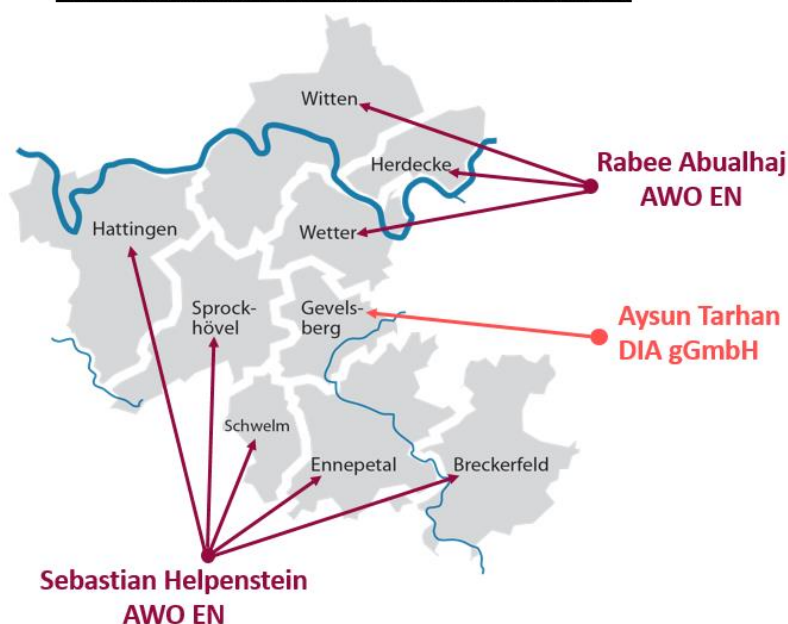 Witten
Herdecke
Rabee Abualhaj
AWO EN
Hattingen
Wetter
Sprock-
hövel
Gevels-
berg
Aysun Tarhan
DIA gGmbH
Schwelm
Ennepetal
Breckerfeld
Sebastian Helpenstein
AWO EN